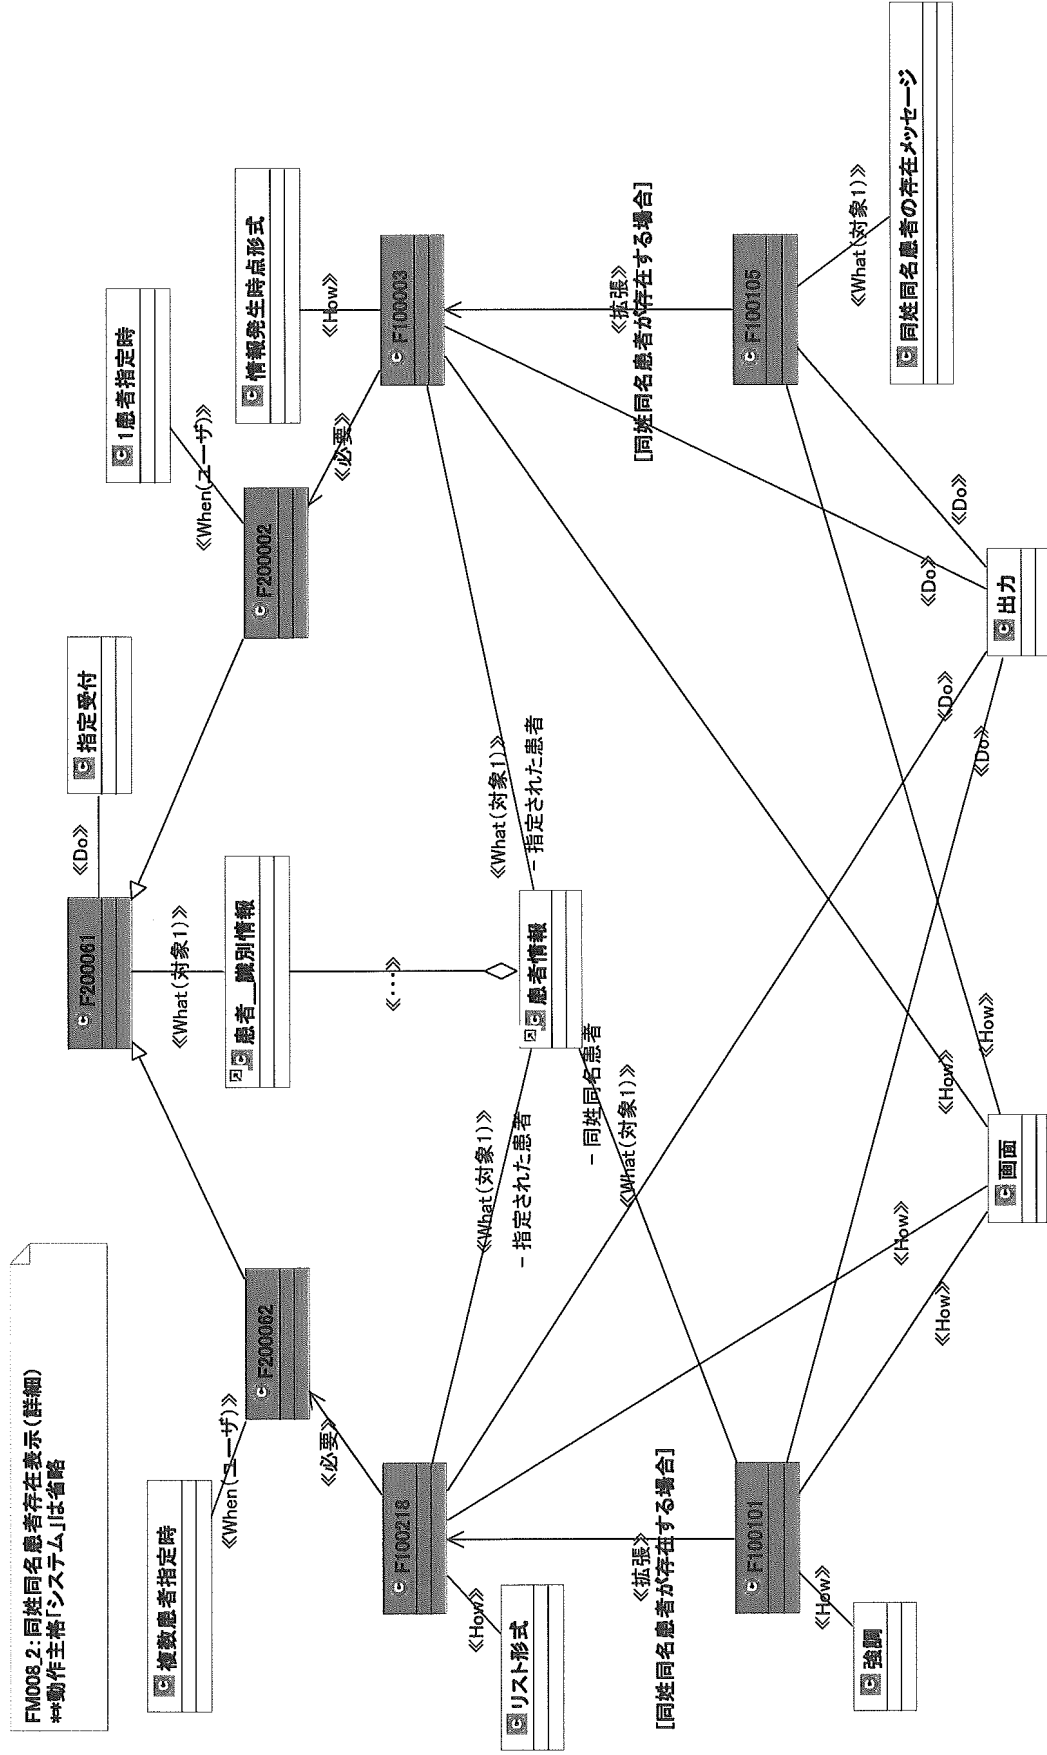 FM008_2:同姓同名患者存在表示(詳細)
**動作主格「システム」は省略
F200061
≪Do≫
指定受付
1患者指定時
≪When(ユーザ)≫
複数患者指定時
≪When(ユーザ)≫
F200062
≪What(対象1)≫
患者__識別情報
F200002
情報発生時点形式
≪How≫
≪必要≫
≪必要≫
≪…≫
F100218
F100003
≪How≫
リスト形式
≪What(対象1)≫
- 指定された患者
患者情報
≪What(対象1)≫
- 指定された患者
- 同姓同名患者
≪What(対象1)≫
≪拡張≫
[同姓同名患者が存在する場合]
≪拡張≫
[同姓同名患者が存在する場合]
F100101
F100105
≪How≫
強調
≪What(対象1)≫
同姓同名患者の存在メッセージ
≪How≫
≪How≫
≪How≫
≪How≫
≪Do≫
≪Do≫
≪Do≫
≪Do≫
画面
出力